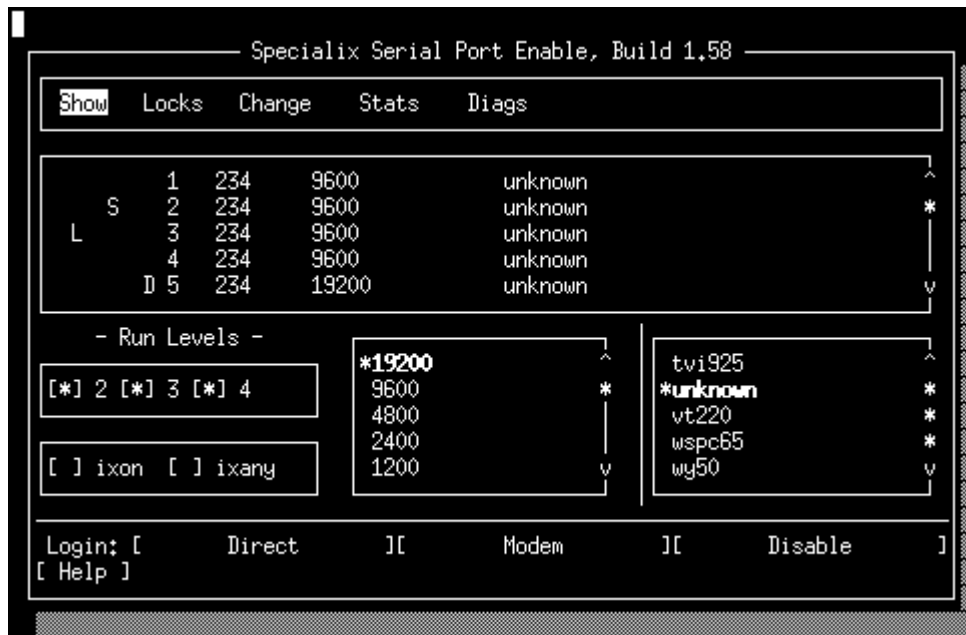 Specialix Serial Port Enable, Build 1.58
Show Locks Change Stats Diags
1 234 9600 unknown ^
S 2 234 9600 unknown *
L 3 234 9600 unknown
4 234 9600 unknown
D 5 234 19200 unknown v
- Run Levels -
[*] 2 [*] 3 [*] 4
[ ] ixon [ ] ixany
*19200 ^
9600 *
4800
2400
1200 v
tvi925 ^
*unknown *
vt220 *
wspc65 *
wy50 v
Login: [ Direct ][ Modem ][ Disable ]
[ Help ]